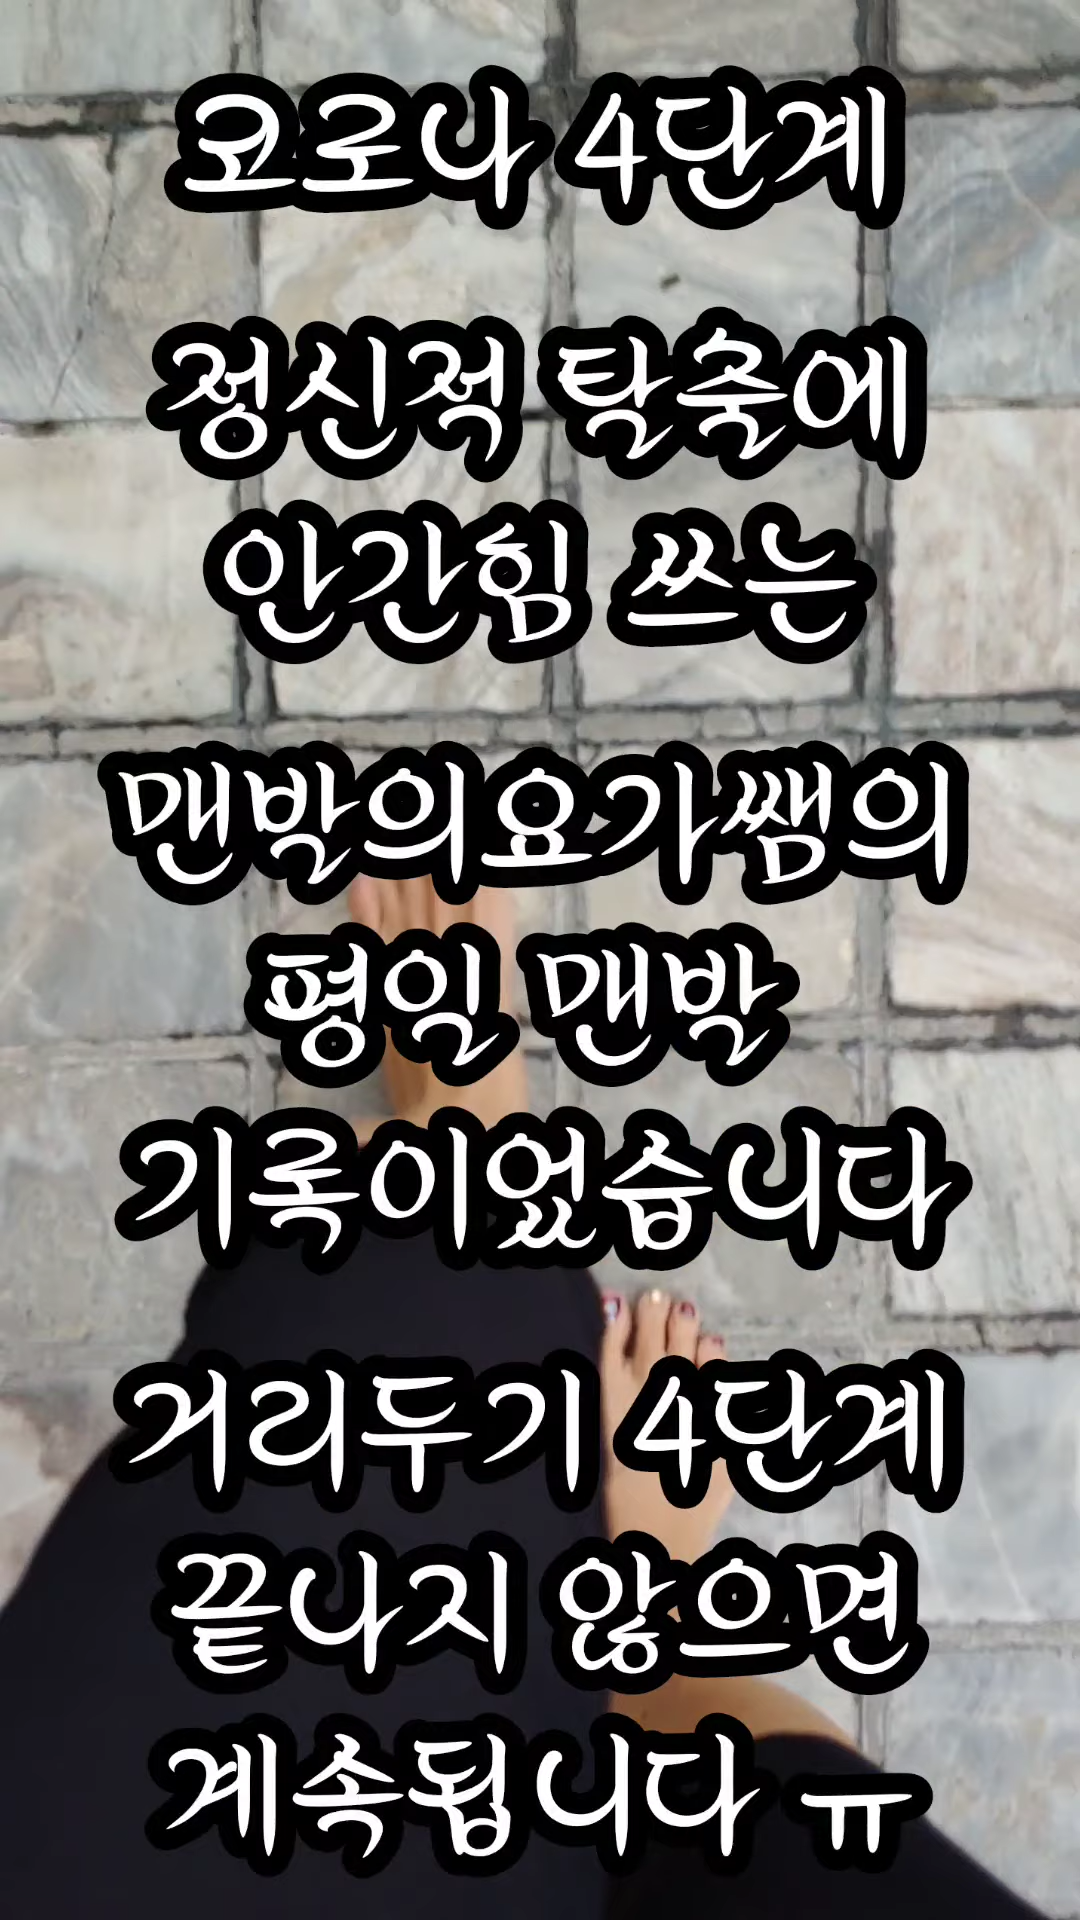 코로나 4단계
정신적 탈출에
안간힘 쓰는
맨발의요가쌤의
평일 맨발
기록이었습니다
거리두기 4단계
끝나지 않으면
계속됩니다 ㅠ